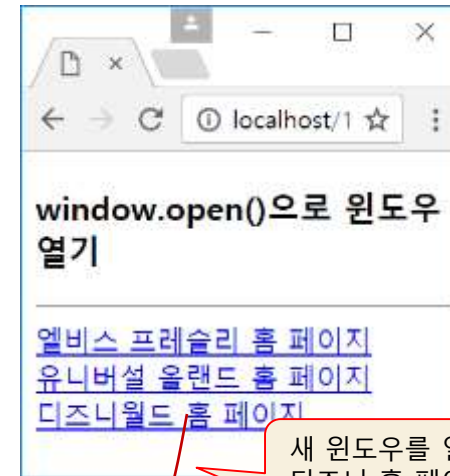 localhost/1
window.open()으로 윈도우
열기
엘비스 프레슬리 홈 페이지
유니버설 올랜드 홈 페이지
디즈니월드 홈 페이지
새 윈도우를